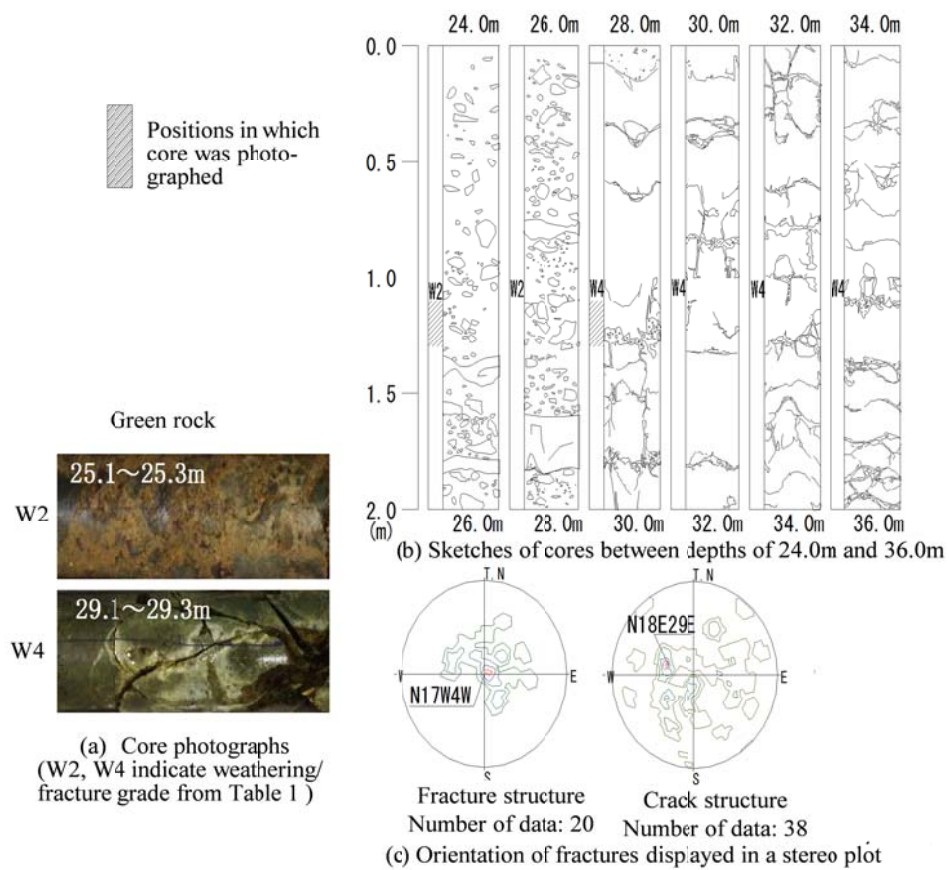 24.0m 26.0m 28.0m 30.0m 32.0m 34.0m
0.0
0.5
1.0
1.5
2.0
(m)
W2 W2 W4 W4 W4 W4
26.0m 28.0m 30.0m 32.0m 34.0m 36.0m
Positions in which
core was photo-
graphed
(b) Sketches of cores between depths of 24.0m and 36.0m
Green rock
25.1～25.3m
W2
29.1～29.3m
W4
(a) Core photographs
(W2, W4 indicate weathering/
fracture grade from Table 1 )
T.N
W
E
S
N17W4W
Fracture structure
Number of data: 20
T.N
W
E
S
N18E29E
Crack structure
Number of data: 38
(c) Orientation of fractures displayed in a stereo plot